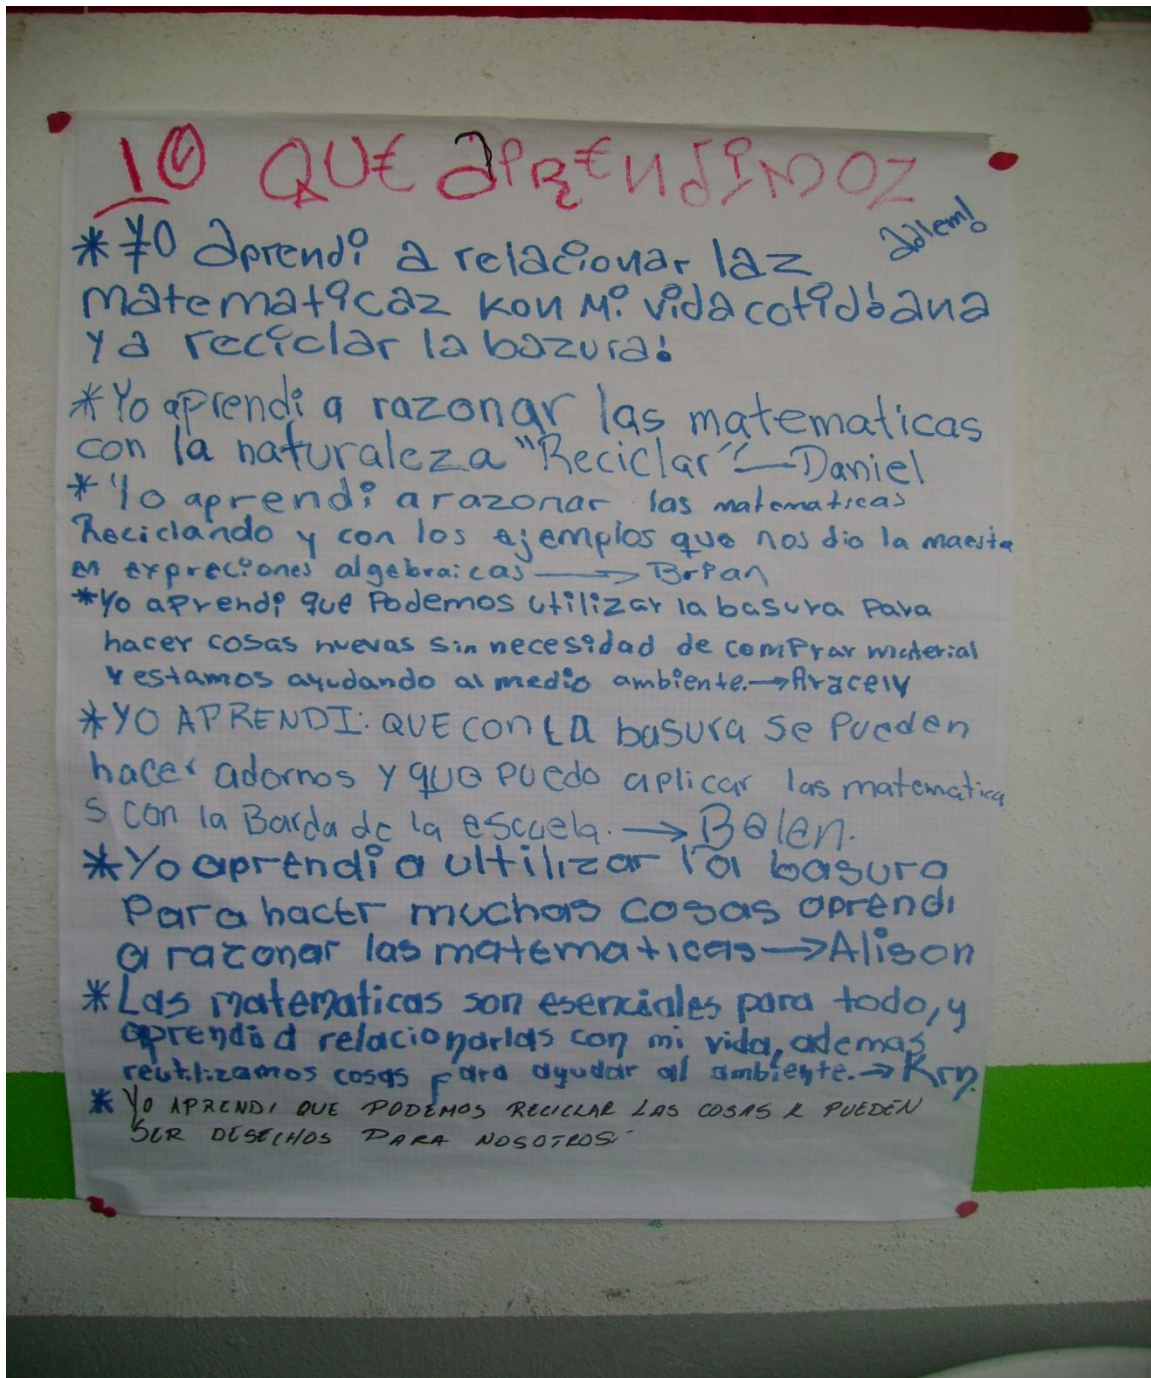 lo QUE aPRENdiMOZ
* YO aprendi a relacionar laz
adlem!
matematicaz kon Mi vida cotidiana
y a reciclar la bazura!
* Yo aprendi a razonar las matematicas
con la naturaleza "Reciclar" — Daniel
* Yo aprendi a razonar las matematicas
Reciclando y con los ejemplos que nos dio la maestra
en expreciones algebraicas → Brian
* Yo aprendi que Podemos utilizar la basura Para
hacer cosas nuevas sin necesidad de comPrar material
y estamos ayudando al medio ambiente. → Aracely
* YO APRENDI: QUE con LA basura se Pueden
hacer adornos y que puedo aplicar las matematica
s con la Barda de la escuela. → Belen.
* Yo aprendi a ultilizar la basura
Para hacer muchas cosas aprendi
a razonar las matematicas → Alison
* Las matematicas son esenciales para todo, y
aprendi a relacionarlas con mi vida, ademas
reutilizamos cosas para ayudar al ambiente. → Krn.
* YO APRENDI QUE PODEMOS RECICLAR LAS COSAS K PUEDEN
SER DESECHOS PARA NOSOTROS.